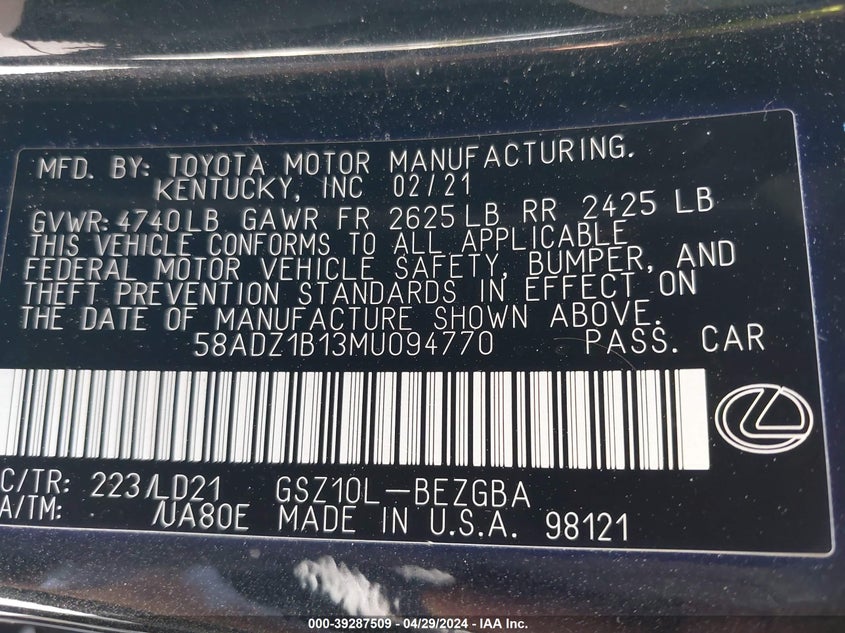 MFD. BY: TOYOTA MOTOR MANUFACTURING.
KENTUCKY, INC 02/21
GVWR: 4740LB GAWR FR 2625LB RR 2425 LB
THIS VEHICLE CONFORMS TO ALL APPLICABLE
FEDERAL MOTOR VEHICLE SAFETY, BUMPER, AND
THEFT PREVENTION STANDARDS IN EFFECT ON
THE DATE OF MANUFACTURE SHOWN ABOVE.
58ADZ1B13MU094770 PASS. CAR
C/TR: 223/LD21 GSZ10L-BEZGBA
A/TM: /UA80E MADE IN U.S.A. 98121
000-39287509 / 04/29/2024 - IAA Inc.